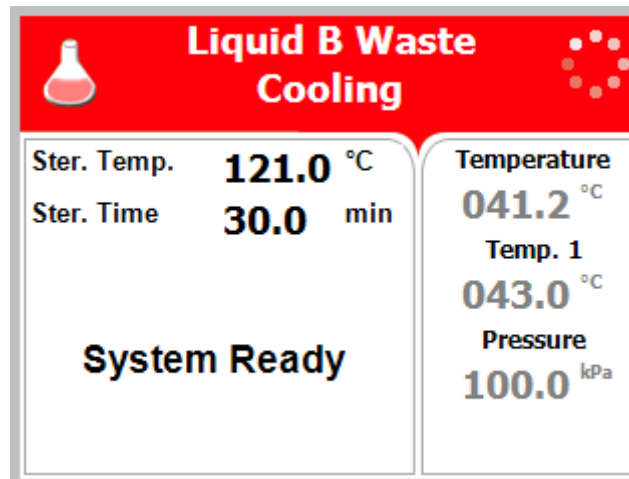 Liquid B Waste
Cooling
Ster. Temp. 121.0 °C
Ster. Time 30.0 min
System Ready
Temperature
041.2 °C
Temp. 1
043.0 °C
Pressure
100.0 kPa